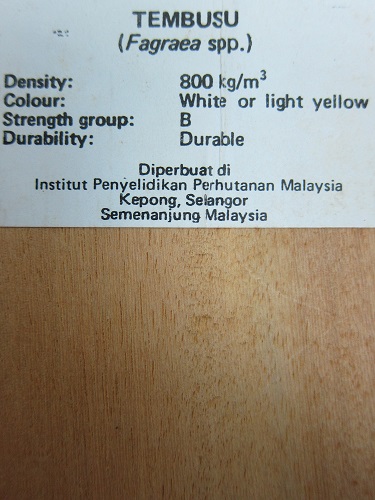 TEMBUSU
(Fagraea spp.)
Density: 800 kg/m³
Colour: White or light yellow
Strength group: B
Durability: Durable
Diperbuat di
Institut Penyelidikan Perhutanan Malaysia
Kepong, Selangor
Semenanjung Malaysia